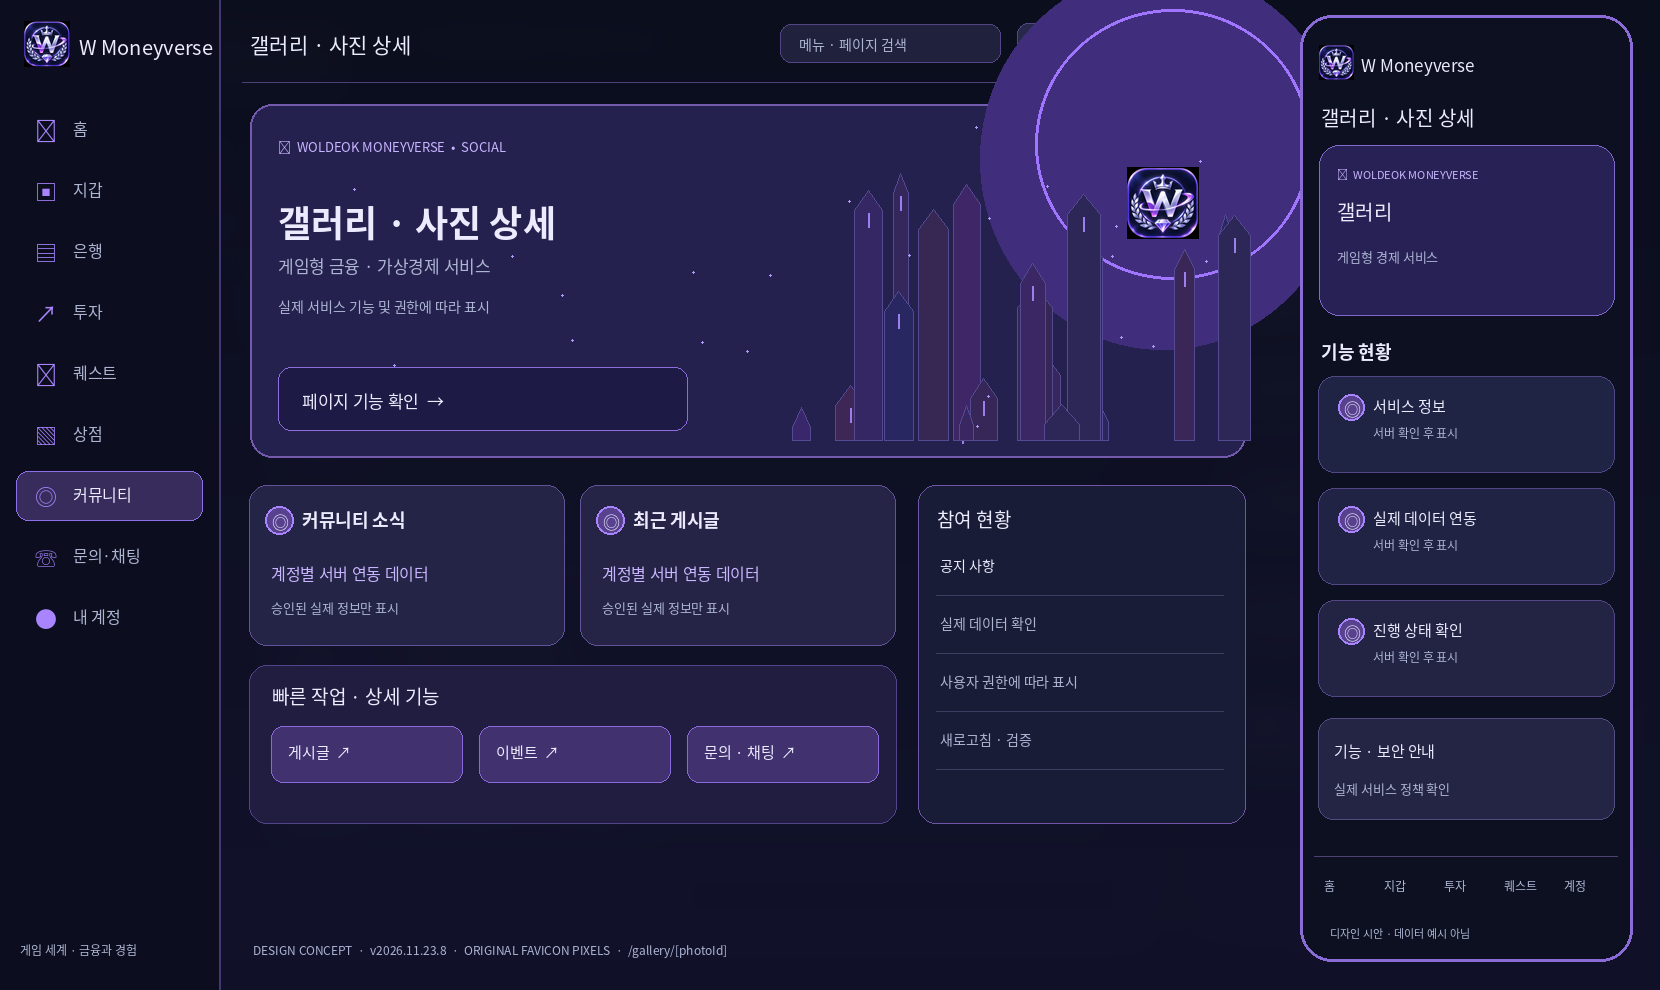 W Moneyverse
홈
지갑
은행
투자
퀘스트
상점
커뮤니티
문의·채팅
내 계정
게임 세계 · 금융과 경험
갤러리 · 사진 상세
메뉴 · 페이지 검색
WOLDEOK MONEYVERSE • SOCIAL
갤러리 · 사진 상세
게임형 금융 · 가상경제 서비스
실제 서비스 기능 및 권한에 따라 표시
페이지 기능 확인 →
커뮤니티 소식
계정별 서버 연동 데이터
승인된 실제 정보만 표시
최근 게시글
계정별 서버 연동 데이터
승인된 실제 정보만 표시
참여 현황
공지 사항
실제 데이터 확인
사용자 권한에 따라 표시
새로고침 · 검증
빠른 작업 · 상세 기능
게시글 ↗
이벤트 ↗
문의 · 채팅 ↗
DESIGN CONCEPT · v2026.11.23.8 · ORIGINAL FAVICON PIXELS · /gallery/[photoId]
W Moneyverse
갤러리 · 사진 상세
WOLDEOK MONEYVERSE
갤러리
게임형 경제 서비스
기능 현황
서비스 정보
서버 확인 후 표시
실제 데이터 연동
서버 확인 후 표시
진행 상태 확인
서버 확인 후 표시
기능 · 보안 안내
실제 서비스 정책 확인
홈 지갑 투자 퀘스트 계정
디자인 시안 · 데이터 예시 아님